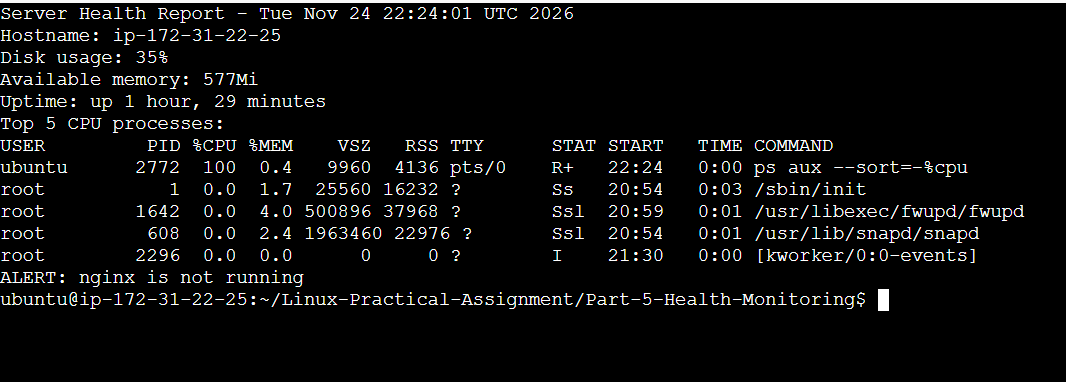 Server Health Report - Tue Nov 24 22:24:01 UTC 2026
Hostname: ip-172-31-22-25
Disk usage: 35%
Available memory: 577Mi
Uptime: up 1 hour, 29 minutes
Top 5 CPU processes:
USER         PID %CPU %MEM    VSZ   RSS TTY      STAT START   TIME COMMAND
ubuntu      2772  100  0.4   9960  4136 pts/0    R+   22:24   0:00 ps aux --sort=-%cpu
root           1  0.0  1.7  25560 16232 ?        Ss   20:54   0:03 /sbin/init
root        1642  0.0  4.0 500896 37968 ?        Ssl  20:59   0:01 /usr/libexec/fwupd/fwupd
root         608  0.0  2.4 1963460 22976 ?       Ssl  20:54   0:01 /usr/lib/snapd/snapd
root        2296  0.0  0.0      0     0 ?        I    21:30   0:00 [kworker/0:0-events]
ALERT: nginx is not running
ubuntu@ip-172-31-22-25:~/Linux-Practical-Assignment/Part-5-Health-Monitoring$